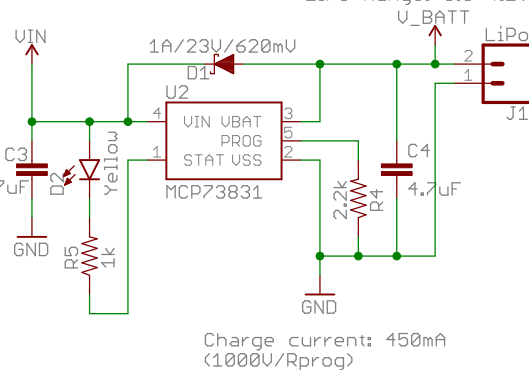 V_BATT
VIN
LiPo
1A/23V/620mV
D1
2
1
J1
U2
4 VIN VBAT 3
PROG 5
1 STAT VSS 2
MCP73831
C3
7uF
D2
Yellow
R5
1k
2.2k
R4
C4
4.7uF
GND
GND
Charge current: 450mA
(1000V/Rprog)